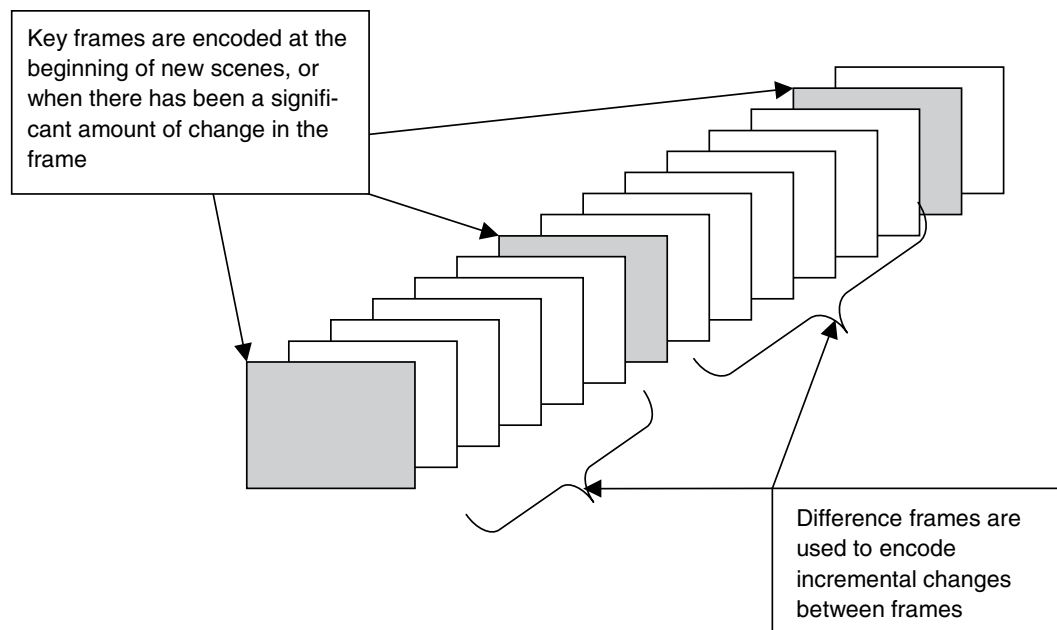 Key frames are encoded at the
beginning of new scenes, or
when there has been a signifi-
cant amount of change in the
frame
Difference frames are
used to encode
incremental changes
between frames